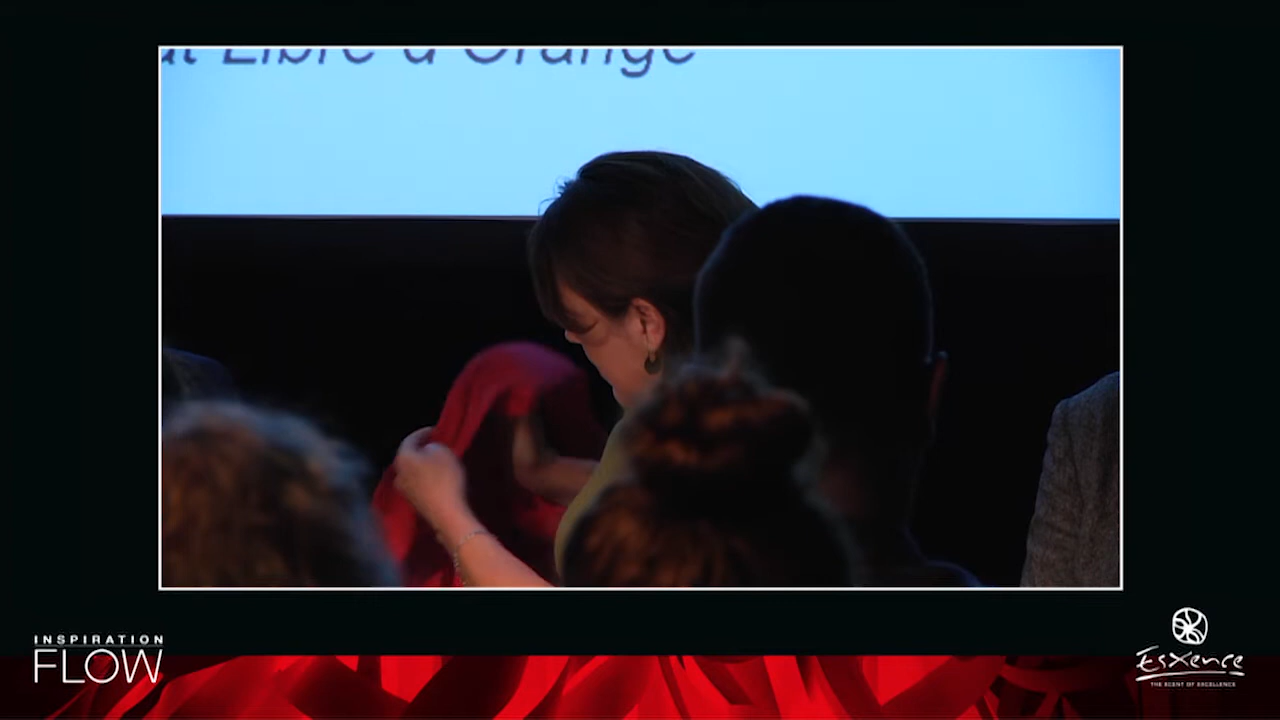 Libre d'Orange
INSPIRATION
FLOW
EsXence
THE SCENT OF EXCELLENCE